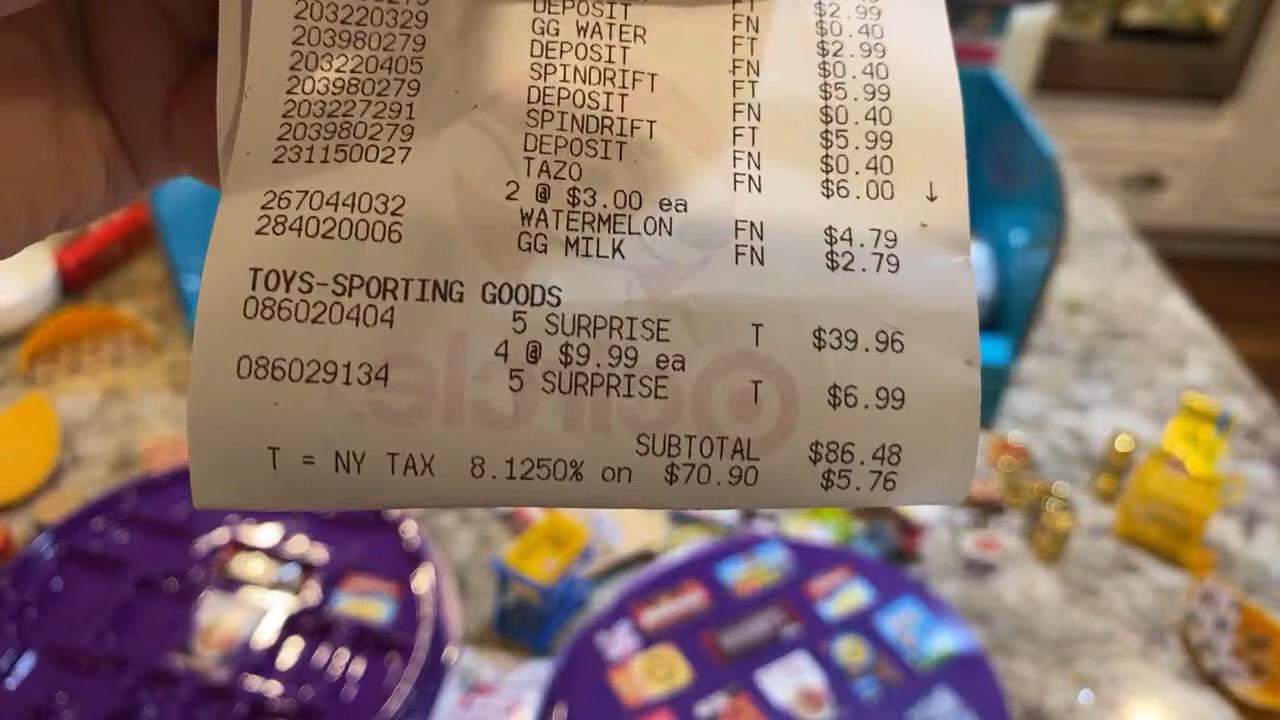 FT $2.99
DEPOSIT FN $0.40
203220329 GG WATER FT $2.99
203980279 DEPOSIT FN $0.40
203220405 SPINDRIFT FT $5.99
203980279 DEPOSIT FN $0.40
203227291 SPINDRIFT FT $5.99
203980279 DEPOSIT FN $0.40
231150027 TAZO FN $6.00 ↓
2 @ $3.00 ea
267044032 WATERMELON FN $4.79
284020006 GG MILK FN $2.79
TOYS-SPORTING GOODS
086020404 5 SURPRISE T $39.96
4 @ $9.99 ea
086029134 5 SURPRISE T $6.99
SUBTOTAL $86.48
T = NY TAX 8.1250% on $70.90 $5.76